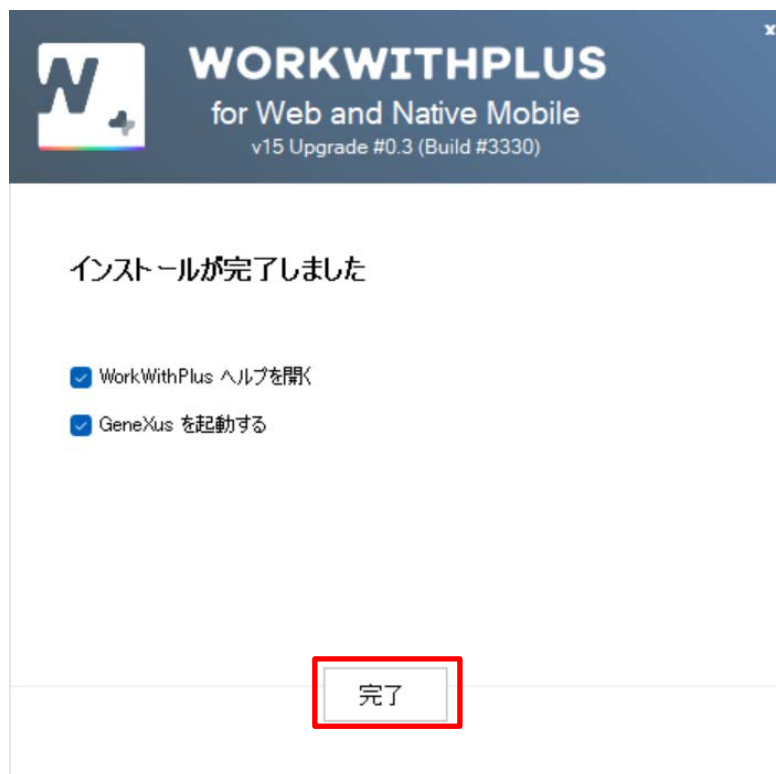 WORKWITHPLUS
for Web and Native Mobile
v15 Upgrade #0.3 (Build #3330)
インストールが完了しました
WorkWithPlus ヘルプを開く
GeneXus を起動する
完了